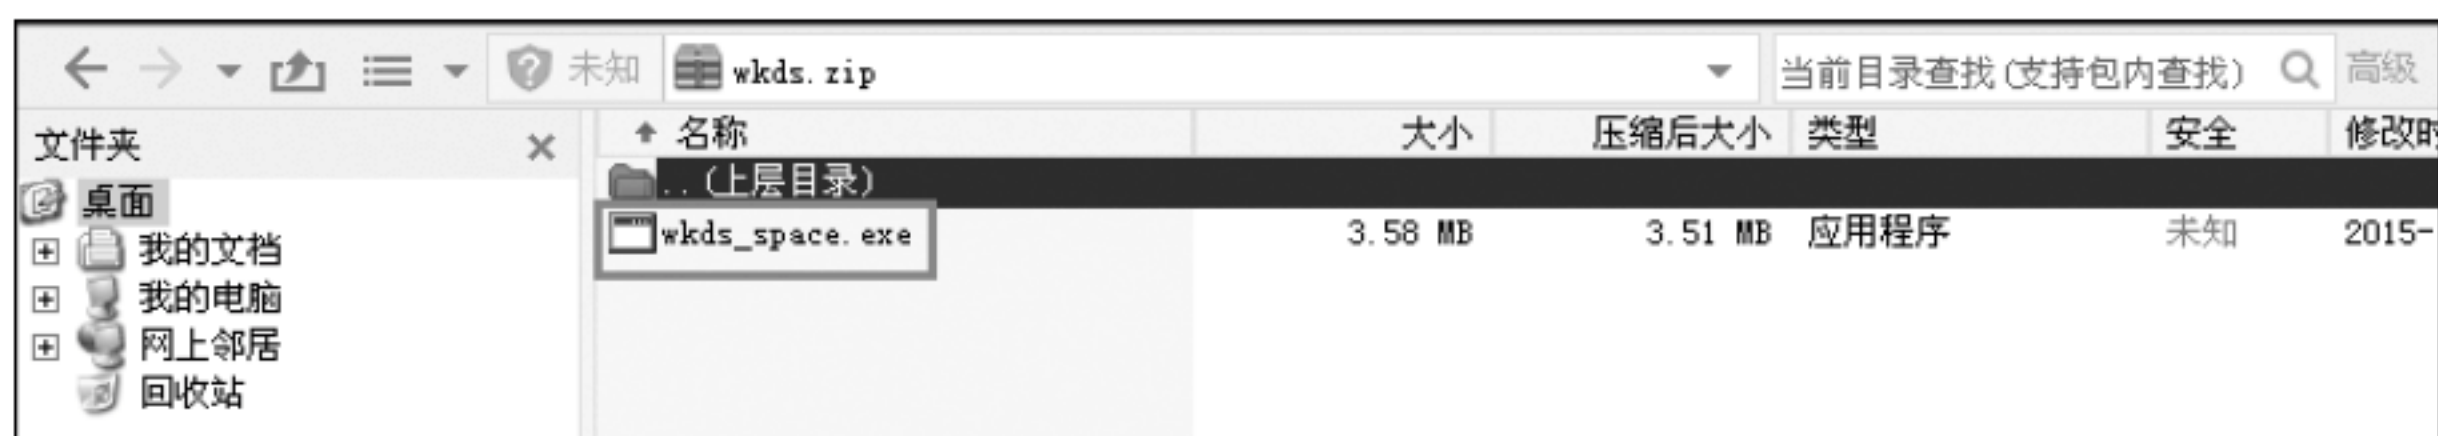 未知 wkds.zip 当前目录查找(支持包内查找) 高级
文件夹 名称 大小 压缩后大小 类型 安全 修改时
..(上层目录)
桌面
wkds_space.exe 3.58 MB 3.51 MB 应用程序 未知 2015-
我的文档
我的电脑
网上邻居
回收站